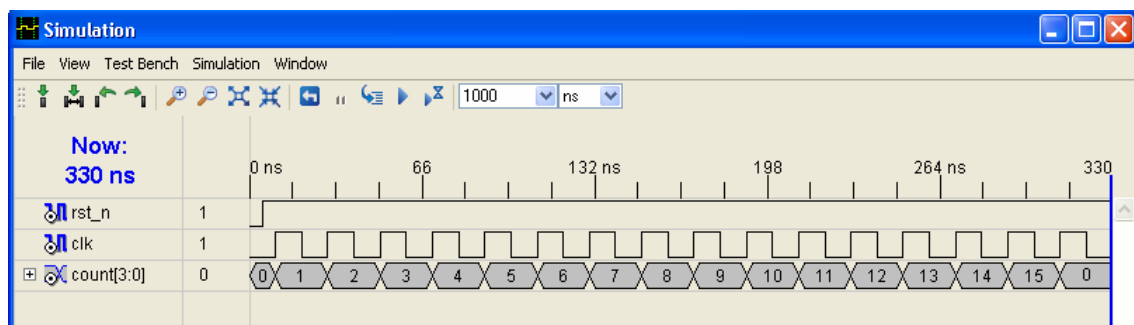 Simulation
File View Test Bench Simulation Window
1000 ns
Now:
330 ns
0 ns 66 132 ns 198 264 ns 330
rst_n 1
clk 1
count[3:0] 0 0 1 2 3 4 5 6 7 8 9 10 11 12 13 14 15 0